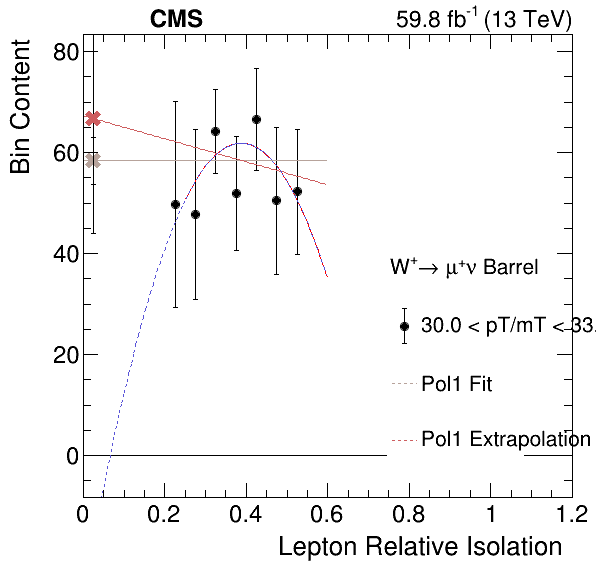 CMS 59.8 fb⁻¹ (13 TeV)
Bin Content
80
60
40
20
0
W⁺→ μ⁺ν Barrel
30.0 < pT/mT < 33.
Pol1 Fit
Pol1 Extrapolation
0 0.2 0.4 0.6 0.8 1 1.2
Lepton Relative Isolation